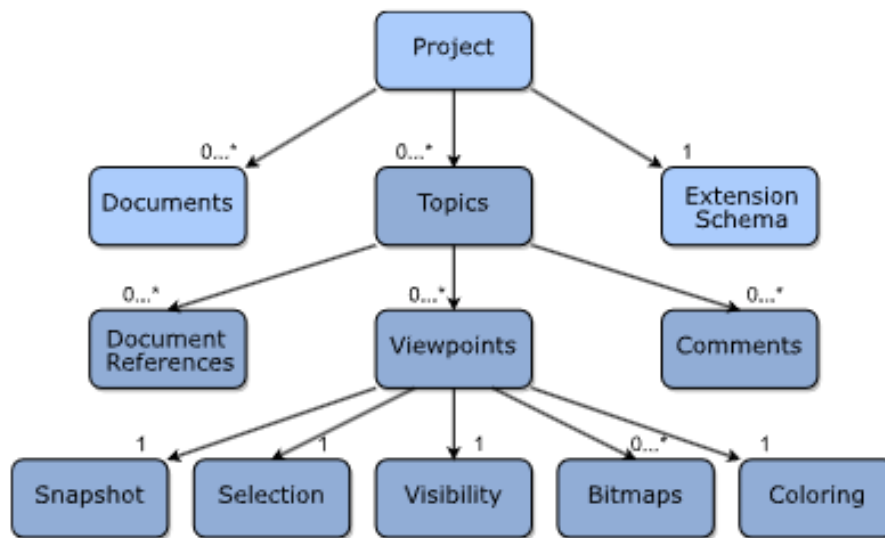 Project
0...*
0...*
1
Documents
Topics
Extension
Schema
0...*
0...*
0...*
Document
References
Viewpoints
Comments
1
1
1
0...*
1
Snapshot
Selection
Visibility
Bitmaps
Coloring